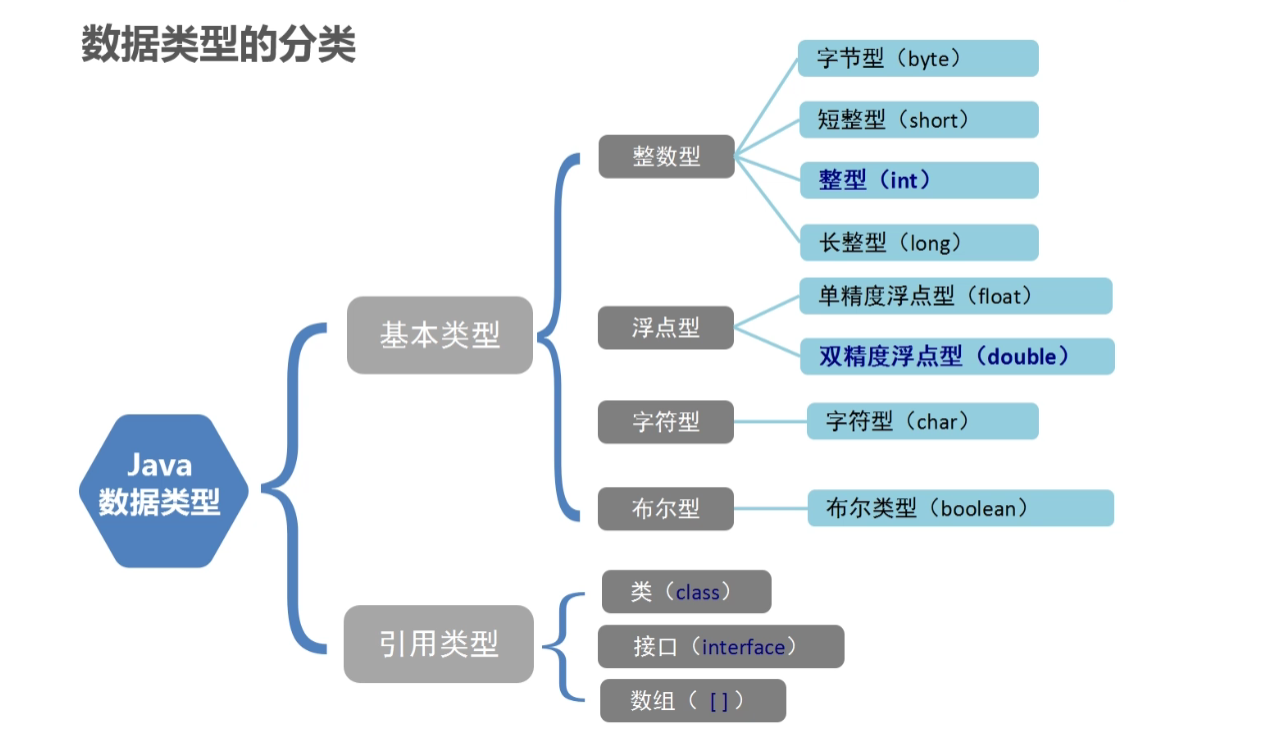 数据类型的分类
字节型（byte）
短整型（short）
整数型
整型（int）
长整型（long）
单精度浮点型（float）
基本类型
浮点型
双精度浮点型（double）
字符型
字符型（char）
Java
数据类型
布尔型
布尔类型（boolean）
类（class）
引用类型
接口（interface）
数组（ [ ] ）